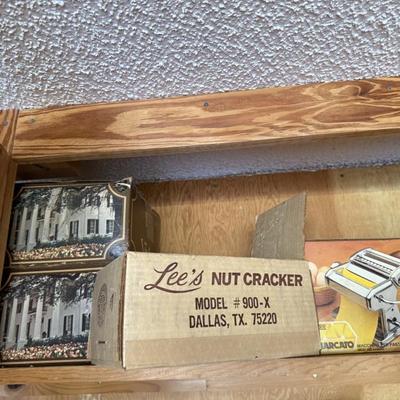 Lee's NUT CRACKER
MODEL # 900-X
DALLAS, TX. 75220
MARCATO